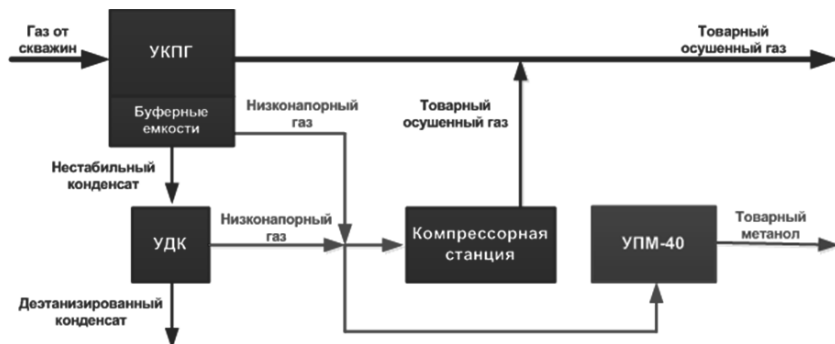 Газ от
скважин
УКПГ
Товарный
осушенный газ
Буферные
емкости
Низконапорный
газ
Товарный
осушенный газ
Нестабильный
конденсат
УДК
Низконапорный
газ
Компрессорная
станция
УПМ-40
Товарный
метанол
Деэтанизированный
конденсат